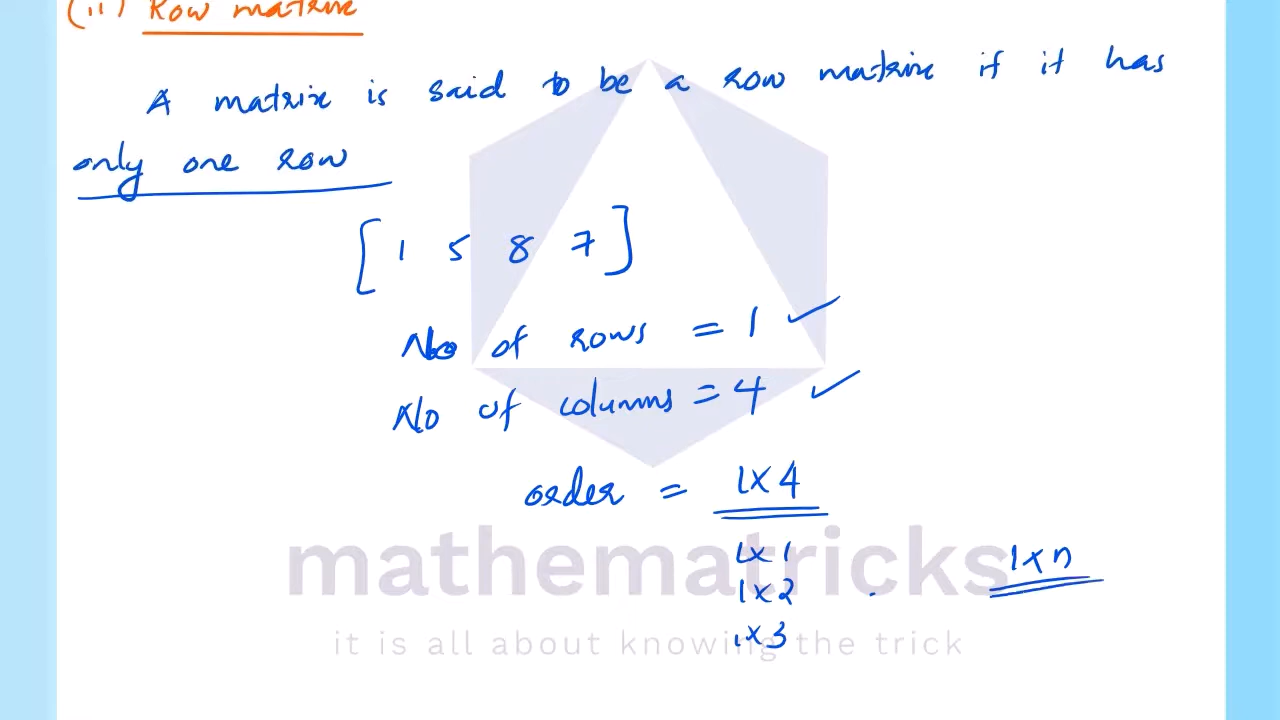 (ii) Row matrix
A matrix is said to be a row matrix if it has
only one row
[ 1 5 8 7 ]
No of rows = 1 ✓
No of columns = 4 ✓
order = 1×4
mathematricks
1×1
1×2 . 1×n
1×3
it is all about knowing the trick